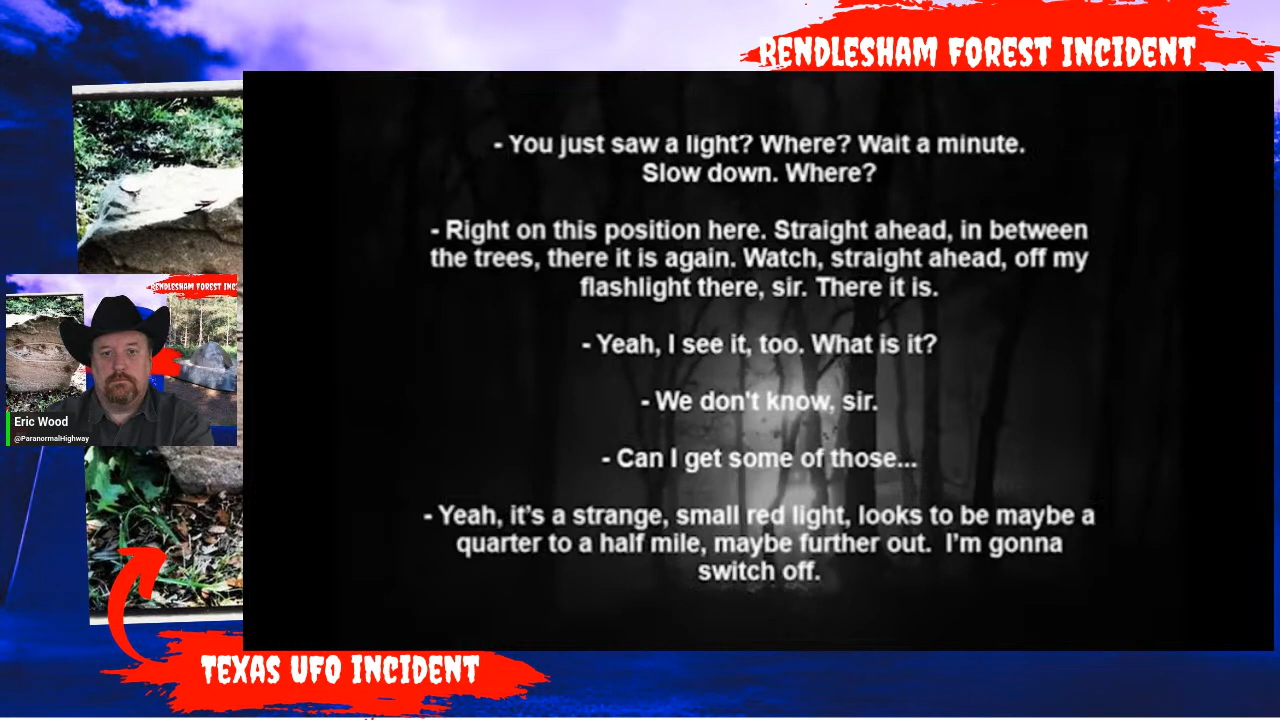 RENDLESHAM FOREST INCIDENT
- You just saw a light? Where? Wait a minute.
Slow down. Where?
- Right on this position here. Straight ahead, in between
the trees, there it is again. Watch, straight ahead, off my
flashlight there, sir. There it is.
- Yeah, I see it, too. What is it?
- We don't know, sir.
- Can I get some of those...
- Yeah, it's a strange, small red light, looks to be maybe a
quarter to a half mile, maybe further out. I'm gonna
switch off.
RENDLESHAM FOREST INC
Eric Wood
@ParanormalHighway
TEXAS UFO INCIDENT